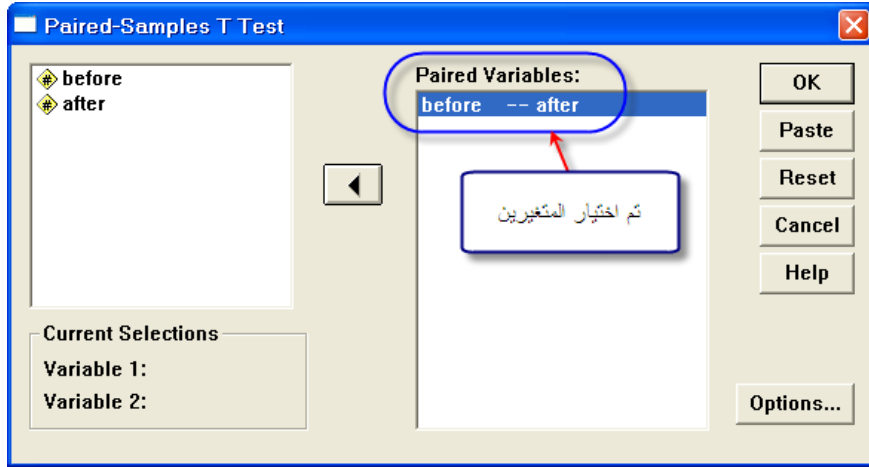 Paired-Samples T Test
before
after
Paired Variables:
before -- after
تم اختيار المتغيرين
OK
Paste
Reset
Cancel
Help
Current Selections
Variable 1:
Variable 2:
Options...